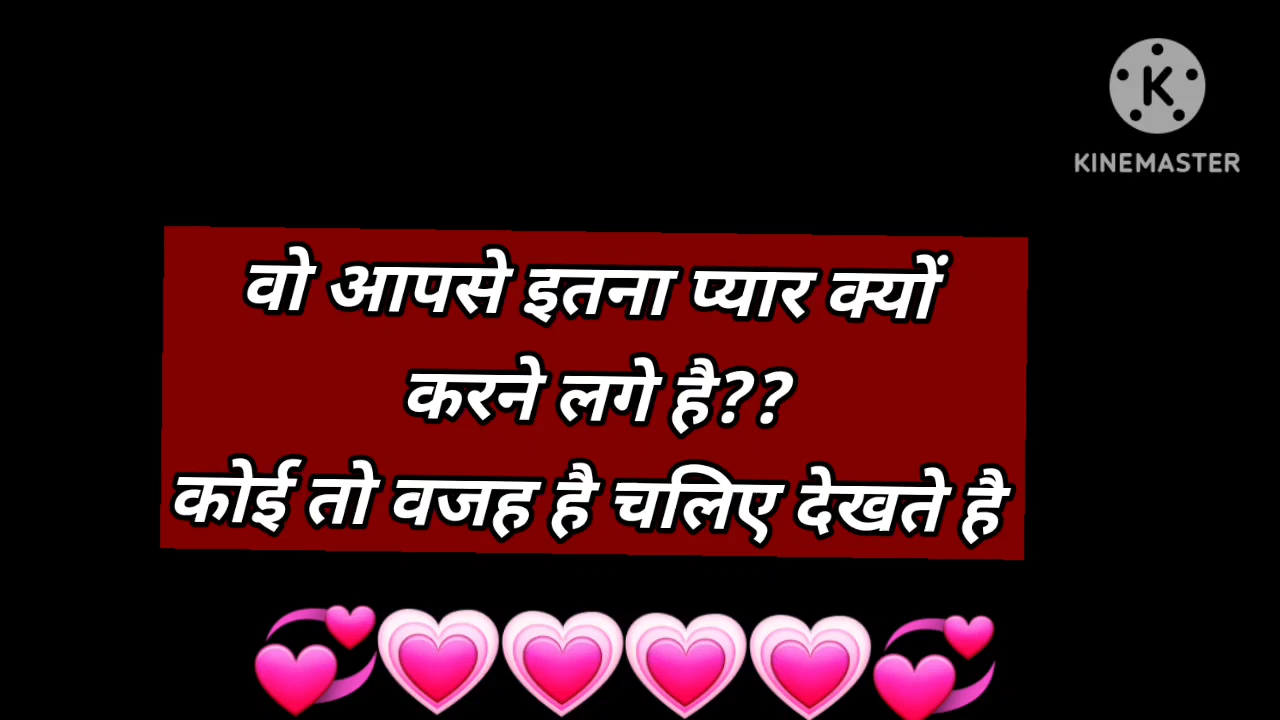 K
KINEMASTER
वो आपसे इतना प्यार क्यों
करने लगे है??
कोई तो वजह है चलिए देखते है